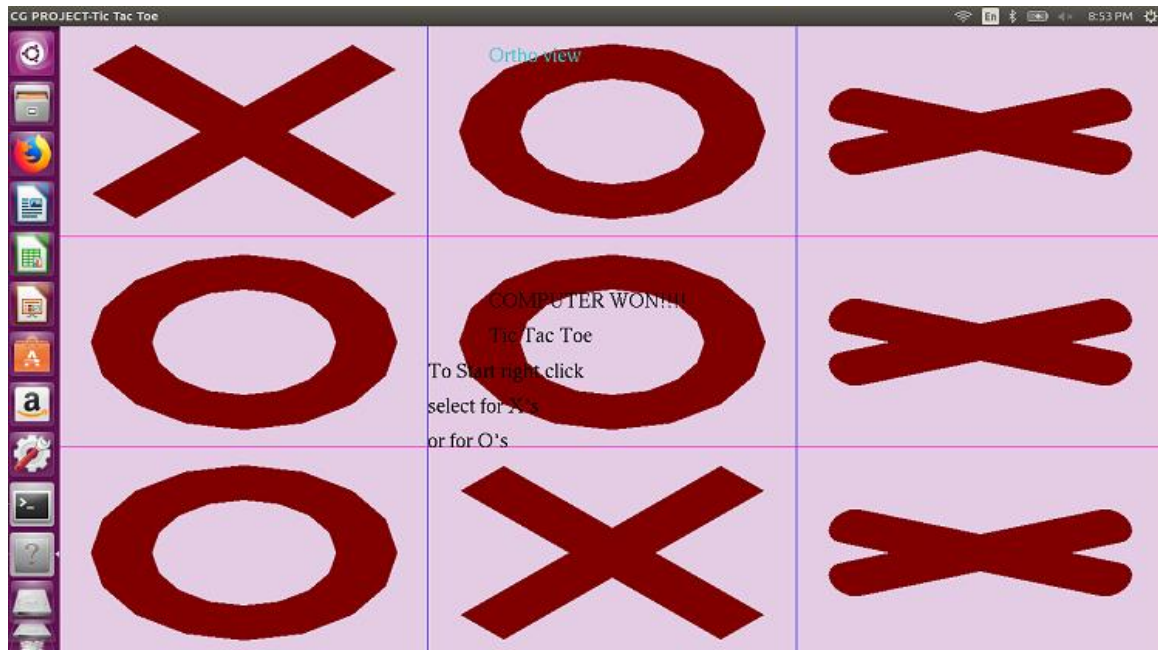 CG PROJECT-Tic Tac Toe
En
8:53 PM
Ortho view
COMPUTER WON!!!!
Tic Tac Toe
To Start right click
select for X's
or for O's